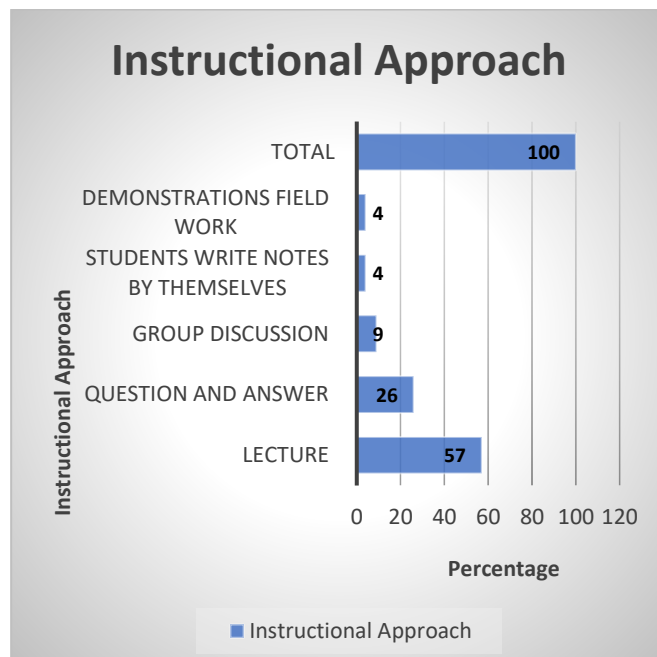 Instructional Approach
TOTAL
100
DEMONSTRATIONS FIELD
WORK
4
STUDENTS WRITE NOTES
BY THEMSELVES
4
GROUP DISCUSSION
9
QUESTION AND ANSWER
26
LECTURE
57
Instructional Approach
0 20 40 60 80 100 120
Percentage
Instructional Approach